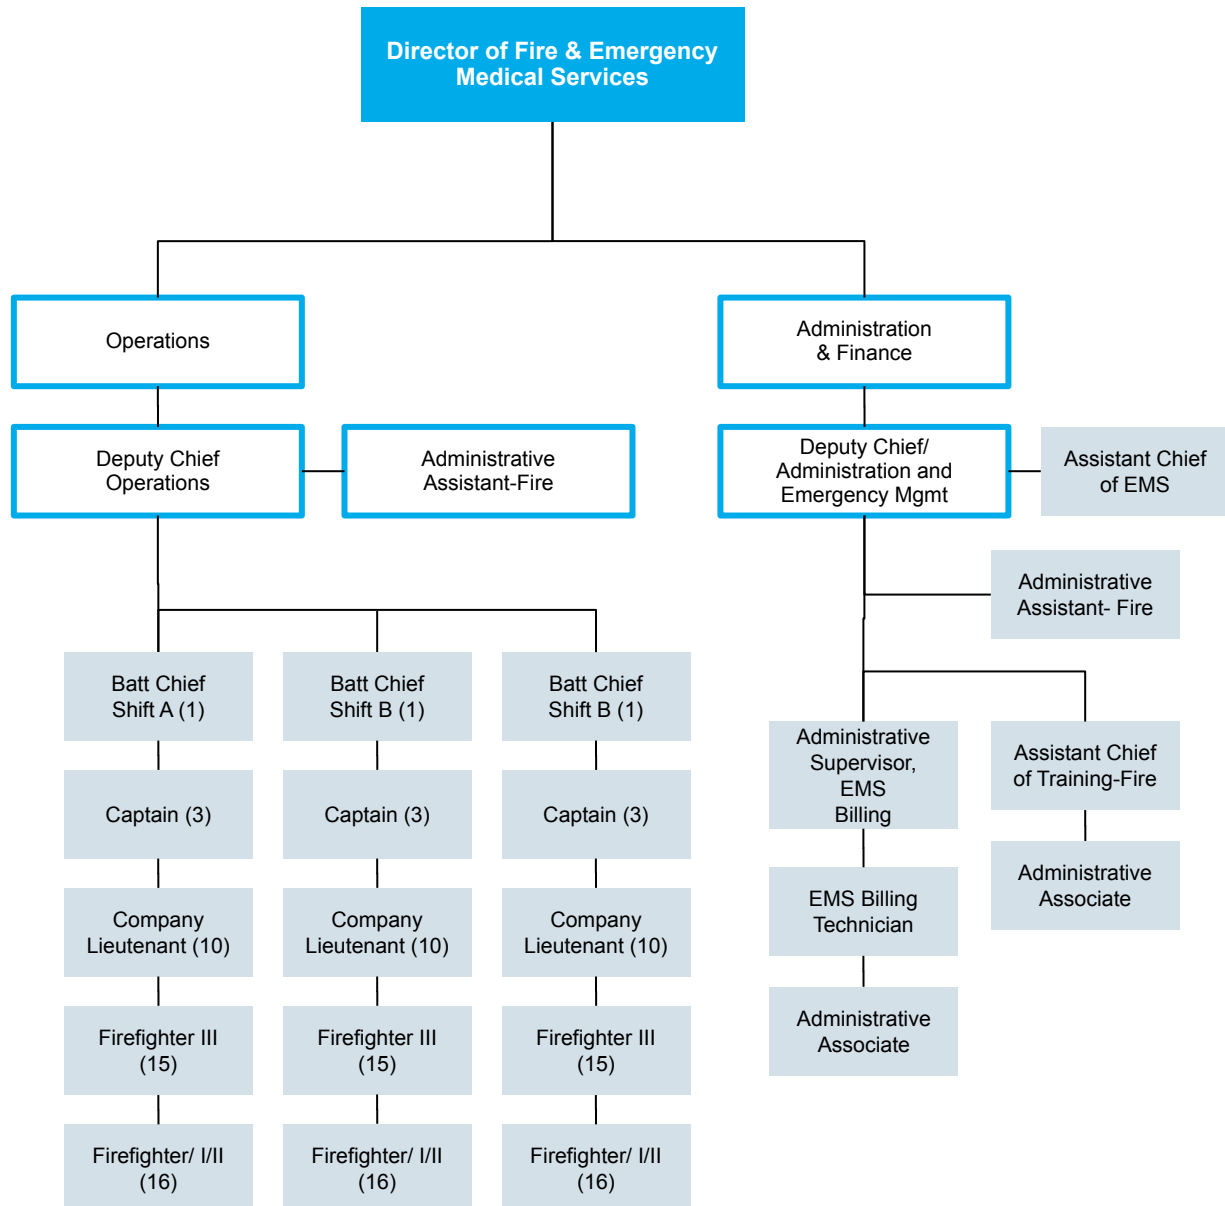 Director of Fire & Emergency
Medical Services
Operations
Administration
& Finance
Deputy Chief
Operations
Administrative
Assistant-Fire
Deputy Chief/
Administration and
Emergency Mgmt
Assistant Chief
of EMS
Administrative
Assistant- Fire
Batt Chief
Shift A (1)
Batt Chief
Shift B (1)
Batt Chief
Shift B (1)
Administrative
Supervisor,
EMS
Billing
Assistant Chief
of Training-Fire
Captain (3)
Captain (3)
Captain (3)
Administrative
Associate
Company
Lieutenant (10)
Company
Lieutenant (10)
Company
Lieutenant (10)
EMS Billing
Technician
Firefighter III
(15)
Firefighter III
(15)
Firefighter III
(15)
Administrative
Associate
Firefighter/ I/II
(16)
Firefighter/ I/II
(16)
Firefighter/ I/II
(16)